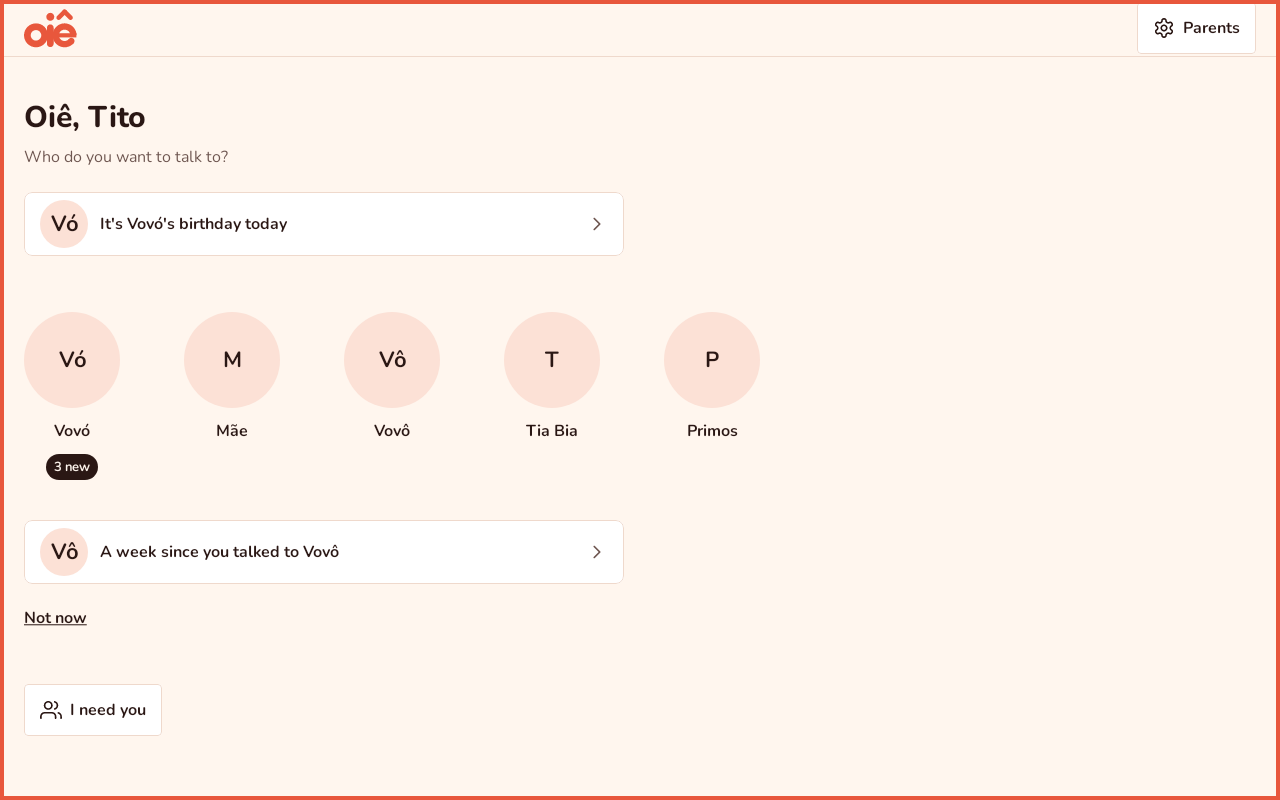 oiê
Parents
Oiê, Tito
Who do you want to talk to?
Vó It's Vovó's birthday today
Vó M Vô T P
Vovó Mãe Vovô Tia Bia Primos
3 new
Vô A week since you talked to Vovô
Not now
I need you